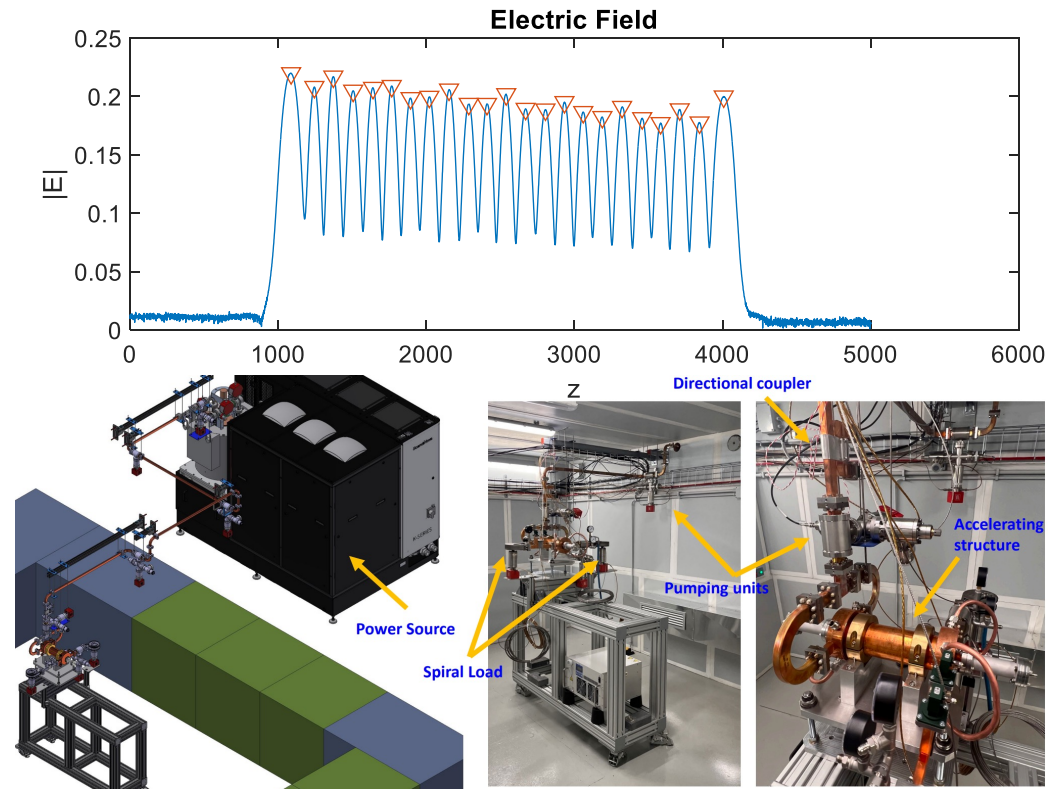 Electric Field
0.25
0.2
0.15
0.1
0.05
0
|E|
0 1000 2000 3000 4000 5000 6000
z
Directional coupler
Accelerating
structure
Pumping units
Power Source
Spiral Load